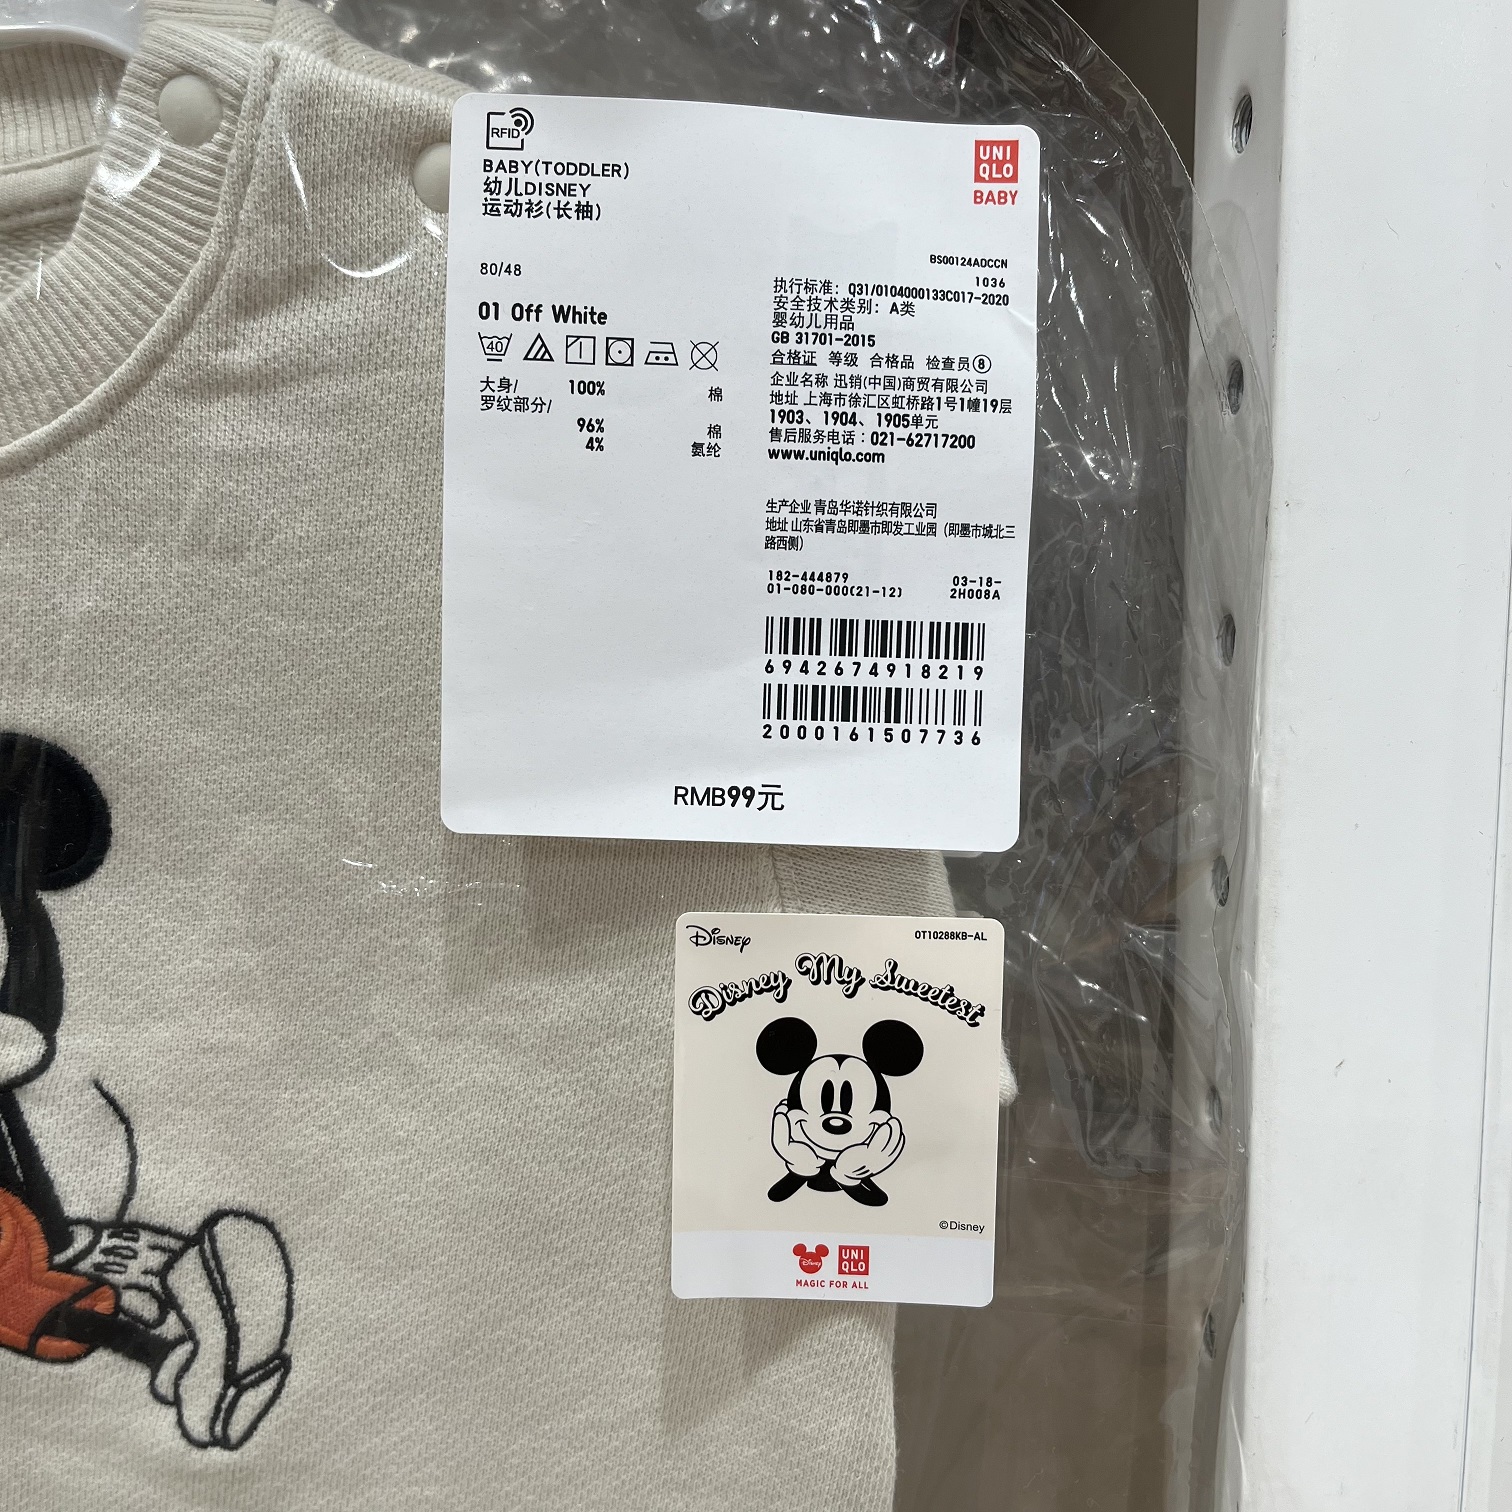 RFID
BABY(TODDLER)
幼儿DISNEY
运动衫(长袖)
UNI
QLO
BABY
80/48
01 Off White
40
大身/ 100% 棉
罗纹部分/
96% 棉
4% 氨纶
BS00124ADCCN
1036
执行标准：Q31/0104000133C017-2020
安全技术类别：A类
婴幼儿用品
GB 31701-2015
合格证 等级 合格品 检查员⑧
企业名称 迅销(中国)商贸有限公司
地址 上海市徐汇区虹桥路1号1幢19层
1903、1904、1905单元
售后服务电话：021-62717200
www.uniqlo.com
生产企业 青岛华诺针织有限公司
地址 山东省青岛即墨市即发工业园（即墨市城北三
路西侧）
182-444879 03-18-
01-080-000(21-12) 2H008A
6942674918219
2000161507736
RMB99元
Disney
OT10288KB-AL
Disney My Sweetest
©Disney
Disney
UNI
QLO
MAGIC FOR ALL